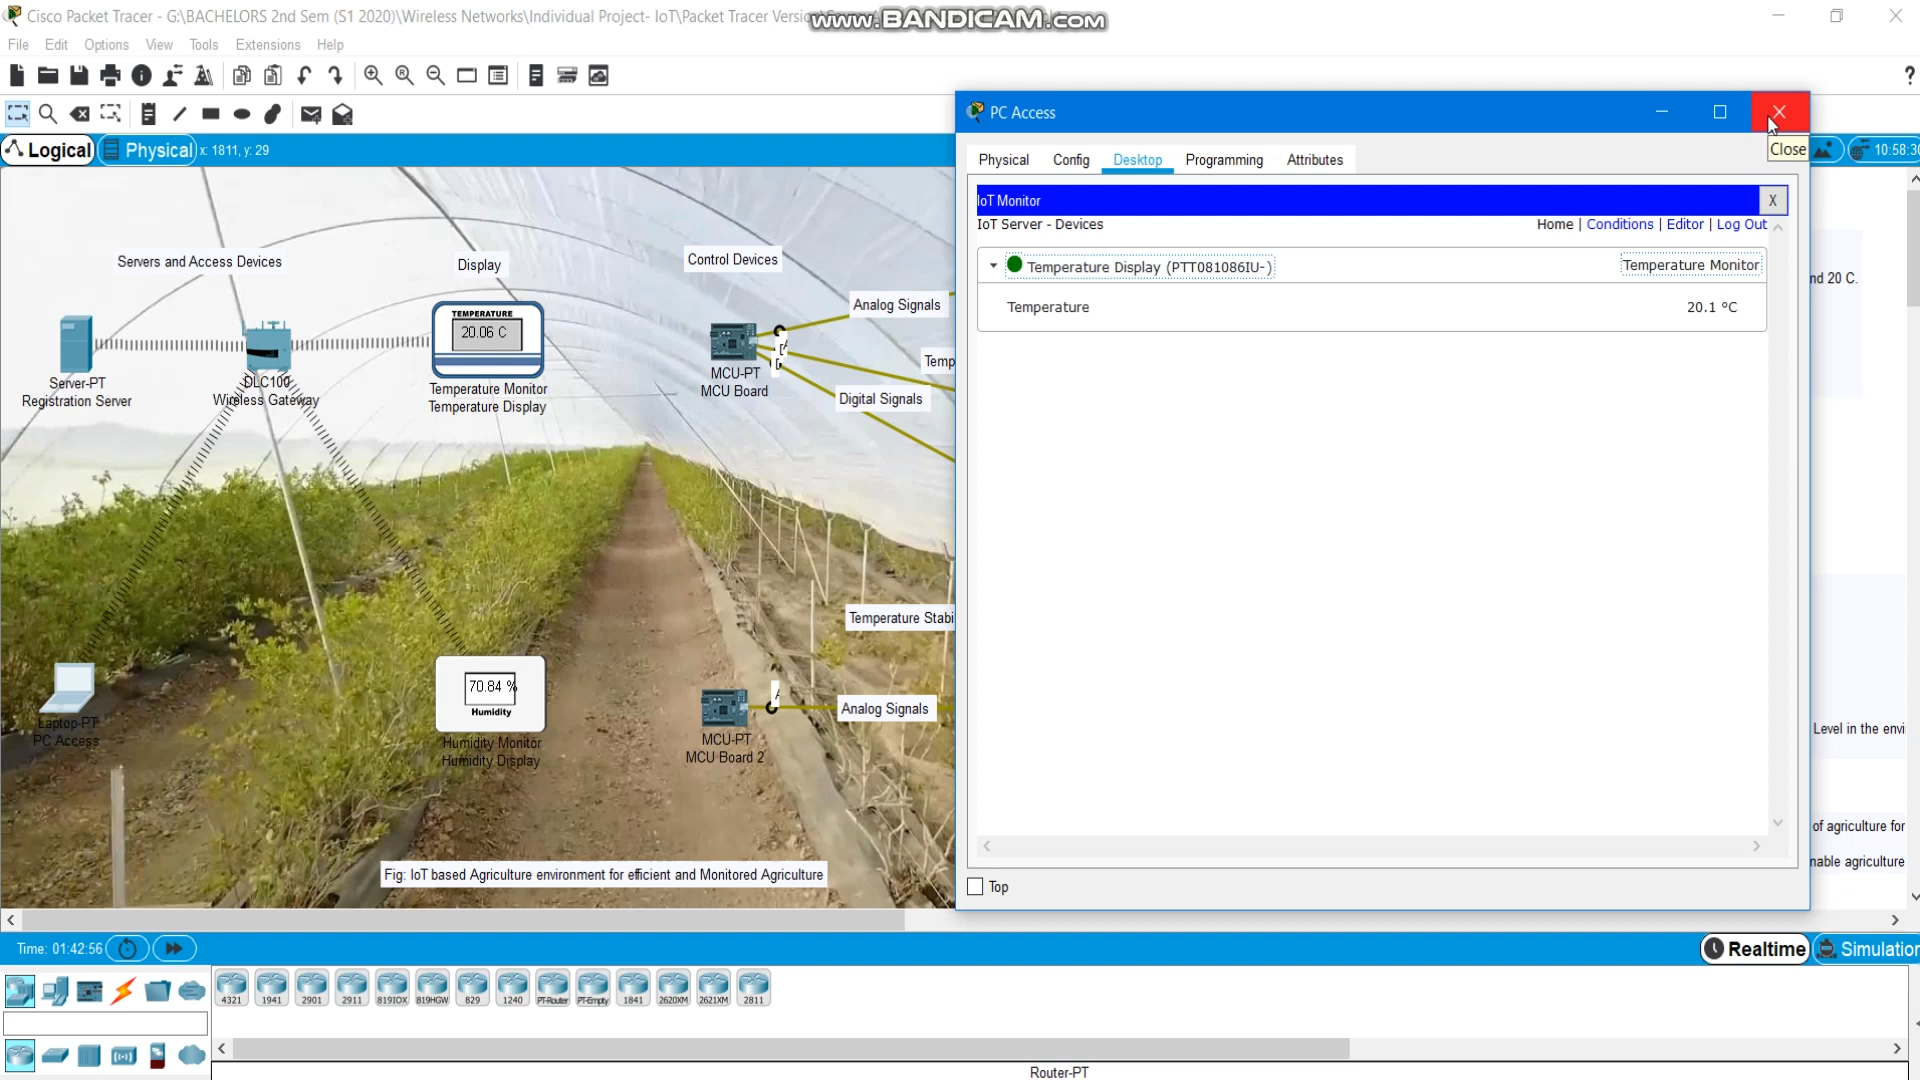 Cisco Packet Tracer - G:\BACHELORS 2nd Sem (S1 2020)\Wireless Networks\Individual Project- IoT\Packet Tracer Versio
www.BANDICAM.com
File Edit Options View Tools Extensions Help
?
PC Access
Logical Physical x: 1811, y: 29
Close
10:58:30
Physical Config Desktop Programming Attributes
IoT Monitor X
IoT Server - Devices Home | Conditions | Editor | Log Out
Temperature Display (PTT081086IU-) Temperature Monitor
Temperature 20.1 °C
Servers and Access Devices
Display
Control Devices
nd 20 C.
Analog Signals
TEMPERATURE
20.06 C
Temp
Server-PT
Registration Server
DLC100
Wireless Gateway
Temperature Monitor
Temperature Display
MCU-PT
MCU Board
Digital Signals
Temperature Stabi
70.84 %
Humidity
Analog Signals
Level in the envi
Laptop-PT
PC Access
Humidity Monitor
Humidity Display
MCU-PT
MCU Board 2
of agriculture for
nable agriculture
Fig: IoT based Agriculture environment for efficient and Monitored Agriculture
Top
Time: 01:42:56
Realtime Simulation
4321 1941 2901 2911 819IOX 819HGW 829 1240 PT-Router PT-Empty 1841 2620XM 2621XM 2811
Router-PT